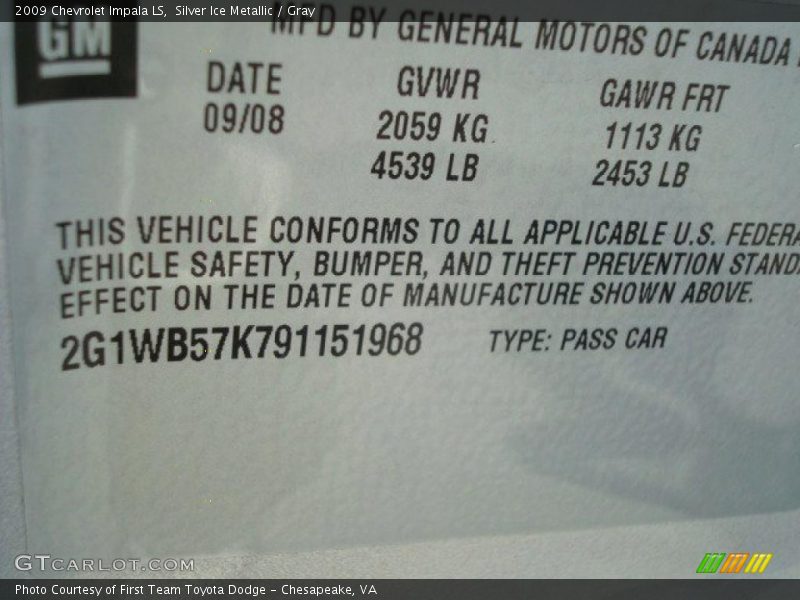 2009 Chevrolet Impala LS, Silver Ice Metallic / Gray
GM
MFD BY GENERAL MOTORS OF CANADA
DATE GVWR GAWR FRT
09/08 2059 KG 1113 KG
4539 LB 2453 LB
THIS VEHICLE CONFORMS TO ALL APPLICABLE U.S. FEDERA
VEHICLE SAFETY, BUMPER, AND THEFT PREVENTION STAND
EFFECT ON THE DATE OF MANUFACTURE SHOWN ABOVE.
2G1WB57K791151968 TYPE: PASS CAR
GTCARLOT.COM
Photo Courtesy of First Team Toyota Dodge – Chesapeake, VA